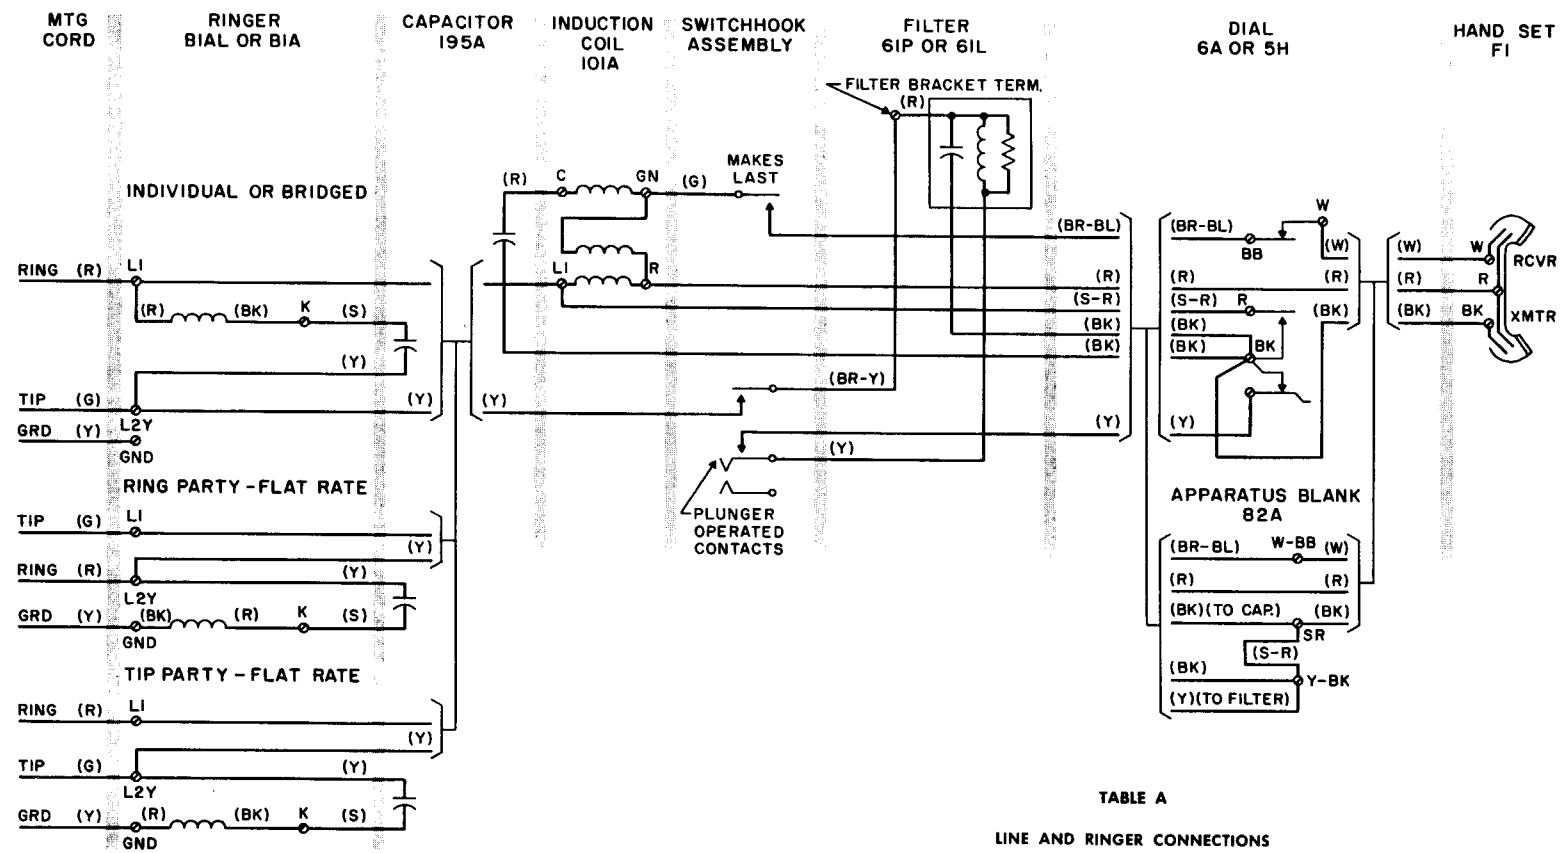 MTG CORD
RINGER
B1AL OR B1A
CAPACITOR
195A
INDUCTION
COIL
101A
SWITCHHOOK
ASSEMBLY
FILTER
61P OR 61L
DIAL
6A OR 5H
HAND SET
F1
FILTER BRACKET TERM.
(R)
MAKES
LAST
INDIVIDUAL OR BRIDGED
(R)
C
GN
(G)
W
(BR-BL)
(BR-BL)
(W)
(W)
W
BB
RCVR
RING (R)
L1
L1
R
(R)
(R)
(R)
(R)
R
(R)
(BK)
K
(S)
(S-R)
(S-R)
R
(BK)
(BK)
BK
XMTR
(BK)
(BK)
(BK)
(BK)
BK
(Y)
(BR-Y)
TIP (G)
(Y)
(Y)
L2Y
(Y)
(Y)
GRD (Y)
GND
(Y)
RING PARTY-FLAT RATE
PLUNGER
OPERATED
CONTACTS
TIP (G)
L1
(Y)
RING (R)
(Y)
L2Y
GRD (Y)
(BK)
(R)
K
(S)
GND
APPARATUS BLANK
82A
(BR-BL)
W-BB
(W)
(R)
(R)
(BK)(TO CAP.)
(BK)
SR
(S-R)
(BK)
Y-BK
(Y)(TO FILTER)
TIP PARTY-FLAT RATE
RING (R)
L1
(Y)
TIP (G)
(Y)
L2Y
GRD (Y)
(R)
(BK)
K
(S)
GND
TABLE A
LINE AND RINGER CONNECTIONS